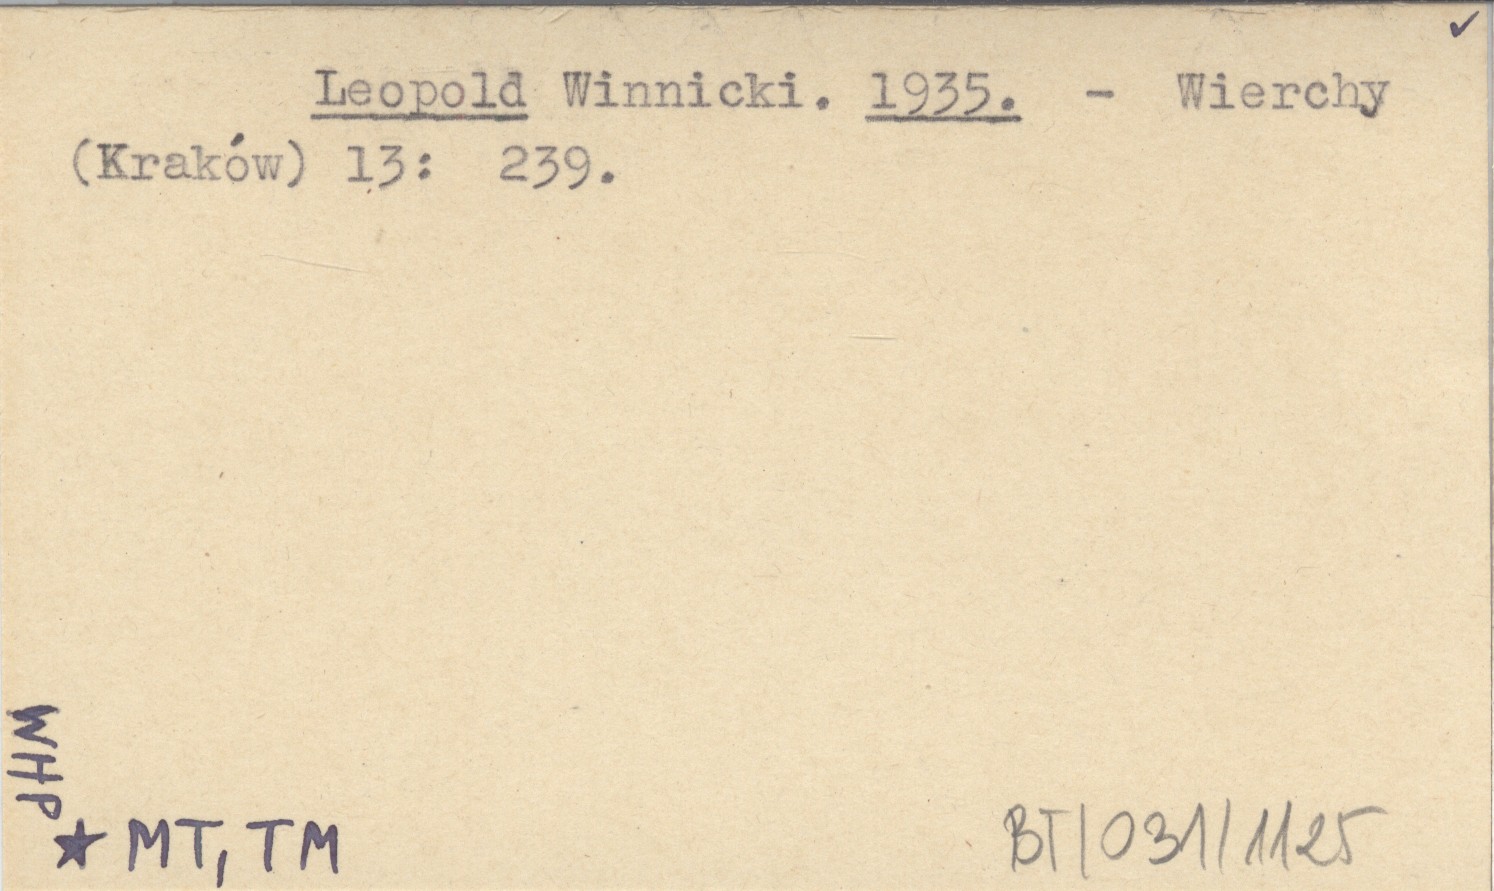 Leopold Winnicki. 1935. - Wierchy
(Kraków) 13: 239.
WHP
★ MT, TM
BT/031/1125